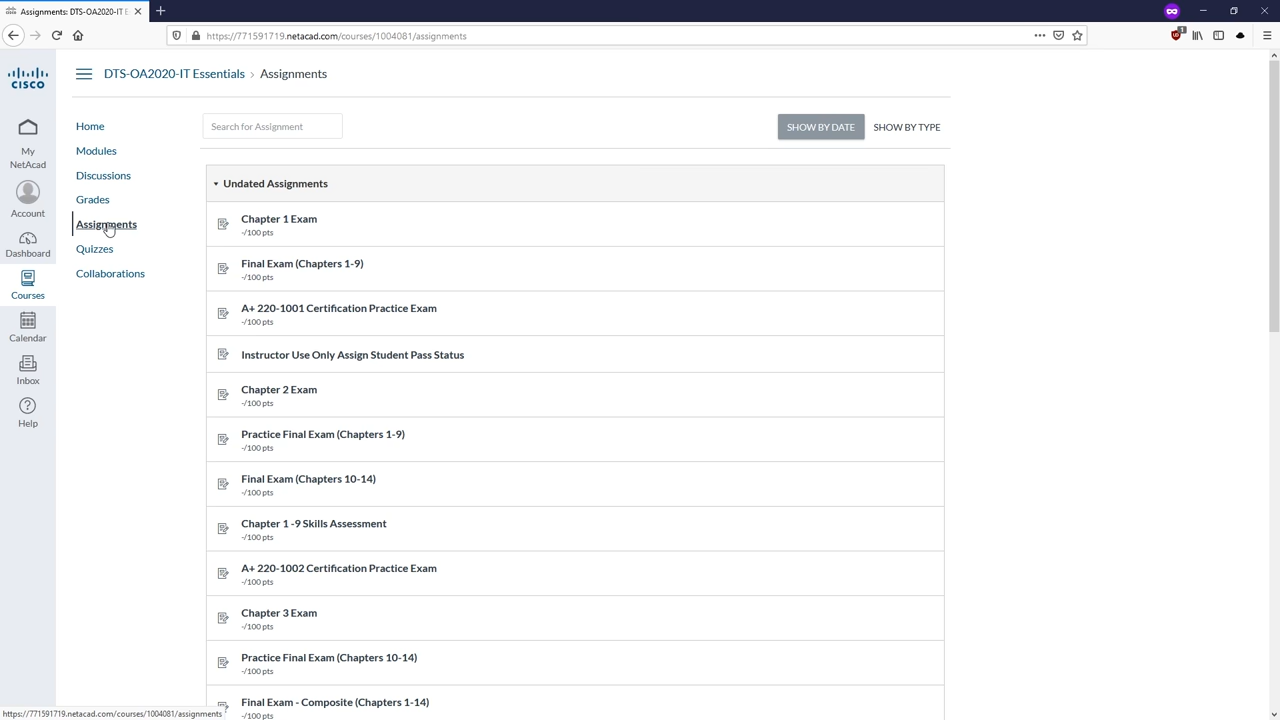 Assignments: DTS-OA2020-IT E
https://771591719.netacad.com/courses/1004081/assignments
1
CISCO
DTS-OA2020-IT Essentials > Assignments
My
NetAcad
Account
Dashboard
Courses
Calendar
Inbox
Help
Home
Modules
Discussions
Grades
Assignments
Quizzes
Collaborations
Search for Assignment
SHOW BY DATE
SHOW BY TYPE
Undated Assignments
Chapter 1 Exam
-/100 pts
Final Exam (Chapters 1-9)
-/100 pts
A+ 220-1001 Certification Practice Exam
-/100 pts
Instructor Use Only Assign Student Pass Status
Chapter 2 Exam
-/100 pts
Practice Final Exam (Chapters 1-9)
-/100 pts
Final Exam (Chapters 10-14)
-/100 pts
Chapter 1 -9 Skills Assessment
-/100 pts
A+ 220-1002 Certification Practice Exam
-/100 pts
Chapter 3 Exam
-/100 pts
Practice Final Exam (Chapters 10-14)
-/100 pts
Final Exam - Composite (Chapters 1-14)
-/100 pts
https://771591719.netacad.com/courses/1004081/assignments